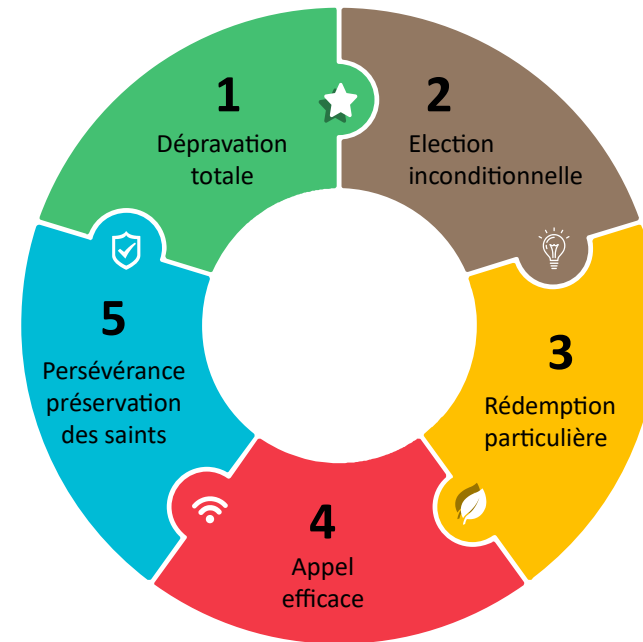 1
Dépravation
totale
2
Election
inconditionnelle
3
Rédemption
particulière
4
Appel
efficace
5
Persévérance
préservation
des saints